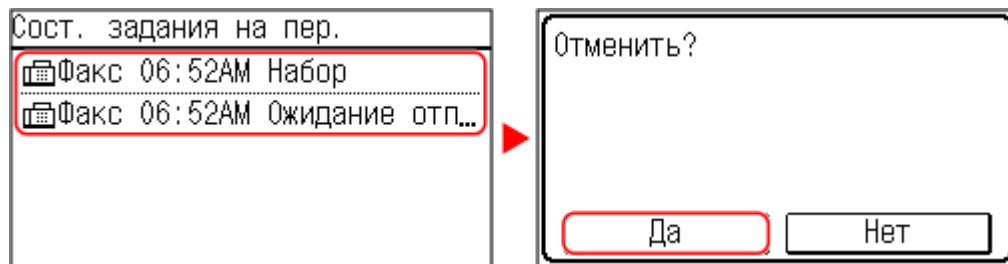 Сост. задания на пер.
Факс 06:52AM Набор
Факс 06:52AM Ожидание отп...
Отменить?
Да
Нет